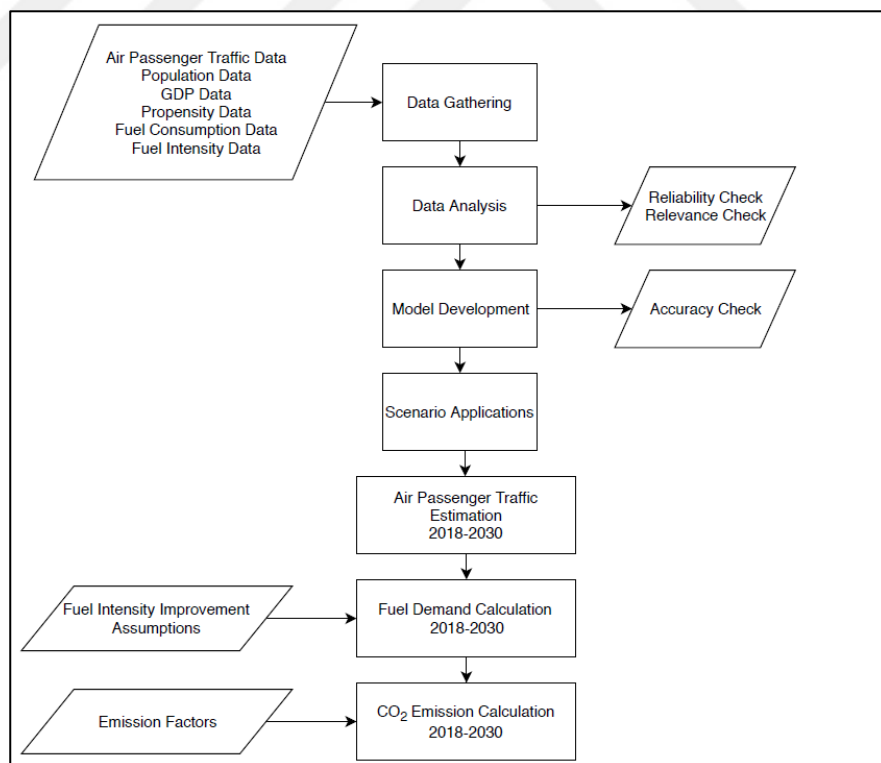 Air Passenger Traffic Data
Population Data
GDP Data
Propensity Data
Fuel Consumption Data
Fuel Intensity Data
Data Gathering
Data Analysis
Reliability Check
Relevance Check
Model Development
Accuracy Check
Scenario Applications
Air Passenger Traffic
Estimation
2018-2030
Fuel Intensity Improvement
Assumptions
Fuel Demand Calculation
2018-2030
Emission Factors
CO₂ Emission Calculation
2018-2030